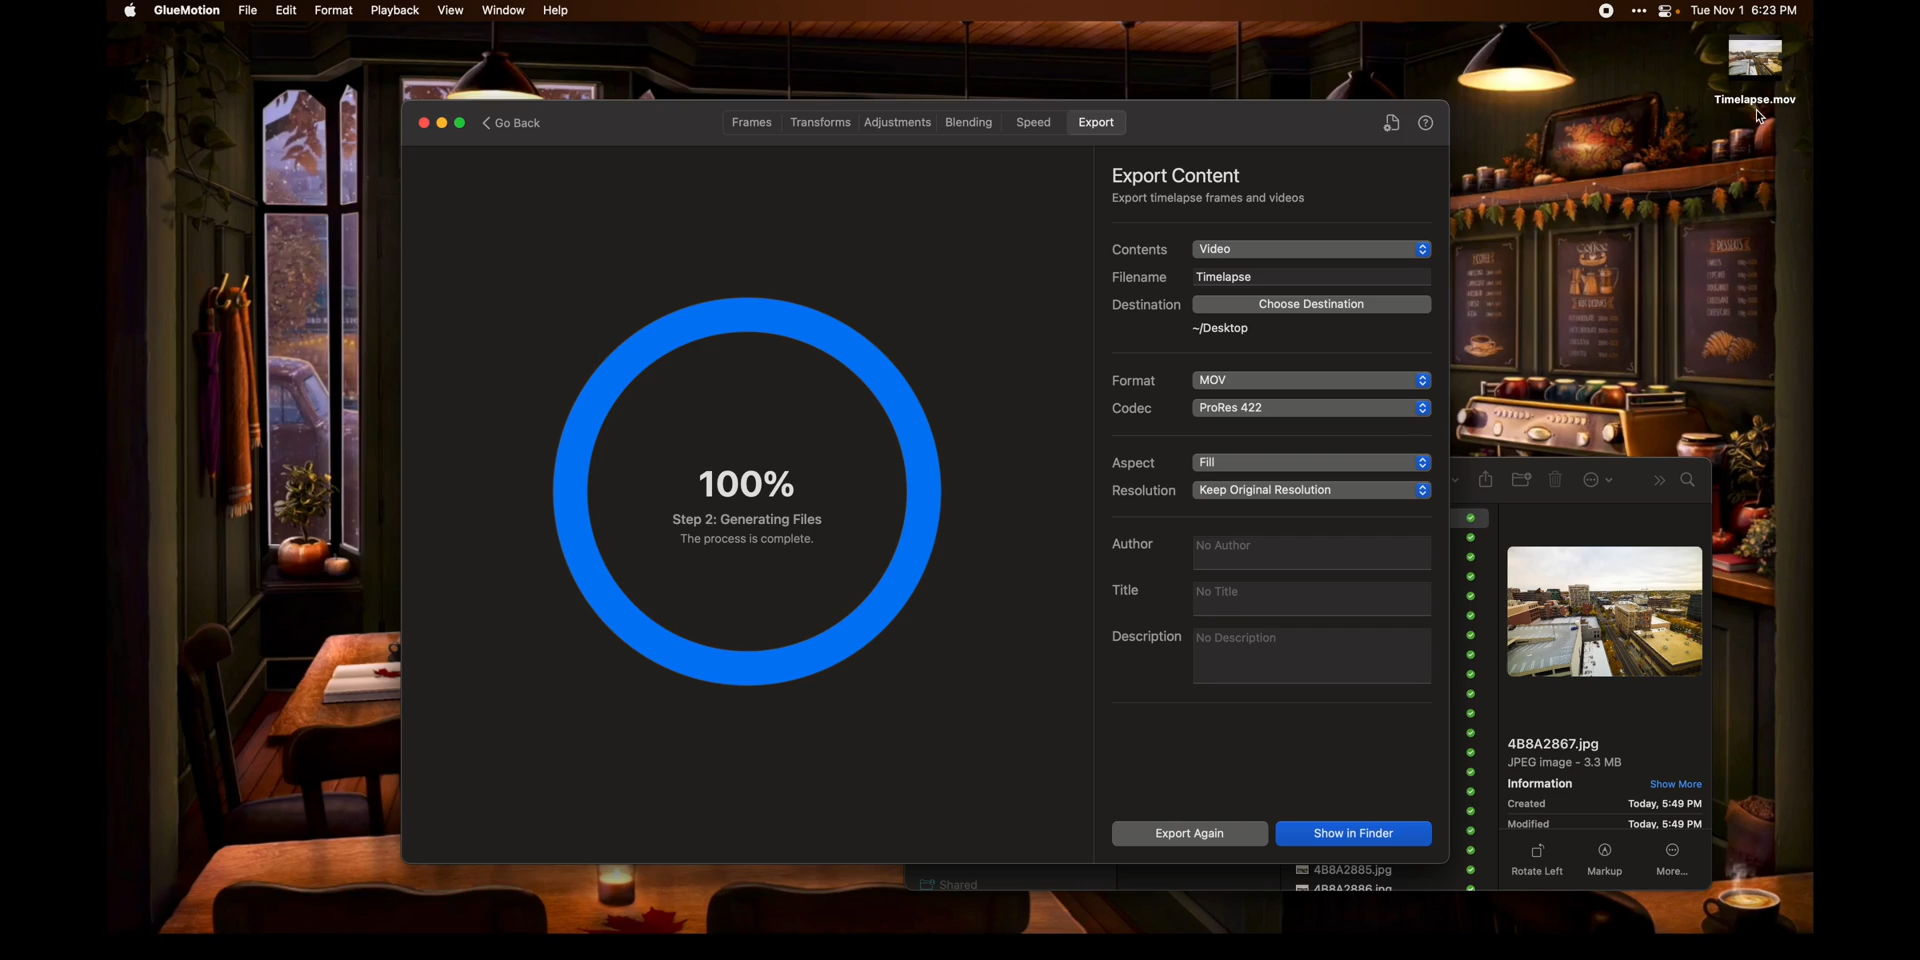 GlueMotion File Edit Format Playback View Window Help
Tue Nov 1 6:23 PM
Timelapse.mov
Go Back
Frames Transforms Adjustments Blending Speed Export
Export Content
Export timelapse frames and videos
Contents Video
Filename Timelapse
Destination Choose Destination
~/Desktop
Format MOV
Codec ProRes 422
Aspect Fill
Resolution Keep Original Resolution
Author No Author
Title No Title
Description No Description
100%
Step 2: Generating Files
The process is complete.
Export Again Show in Finder
4B8A2867.jpg
JPEG image - 3.3 MB
Information Show More
Created Today, 5:49 PM
Modified Today, 5:49 PM
Rotate Left Markup More...
Shared
4B8A2885.jpg
4B8A2886.jpg
COFFEE
DESSERTS